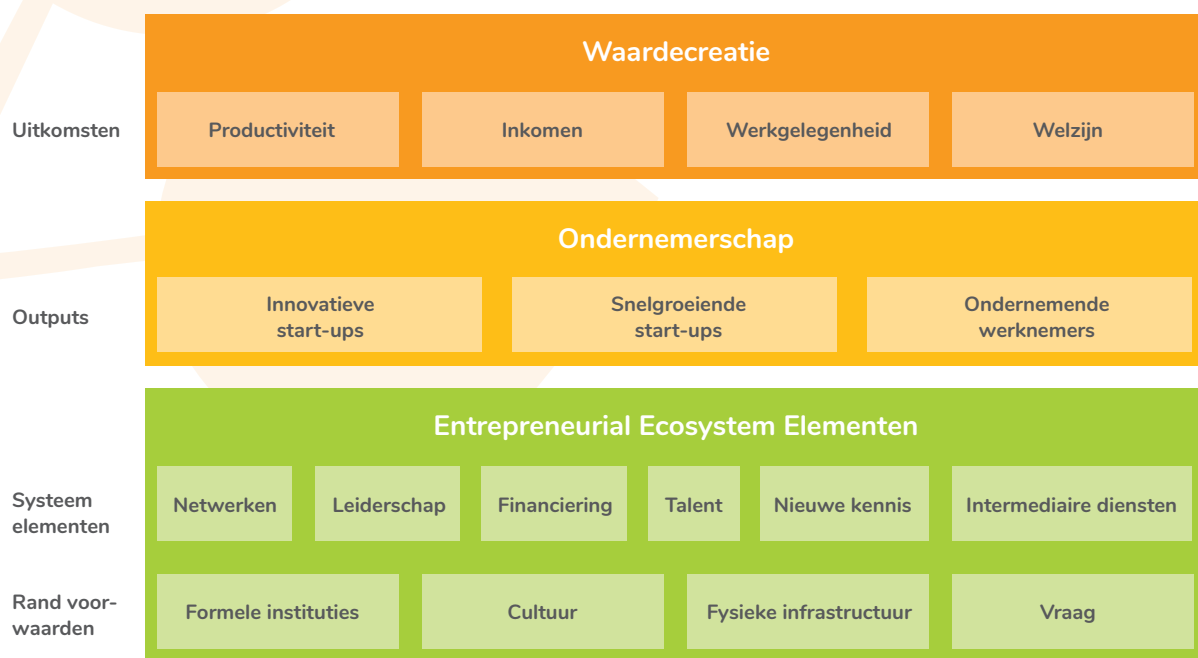 Waardecreatie
Uitkomsten
Productiviteit
Inkomen
Werkgelegenheid
Welzijn
Ondernemerschap
Outputs
Innovatieve
start-ups
Snelgroeiende
start-ups
Ondernemende
werknemers
Entrepreneurial Ecosystem Elementen
Systeem
elementen
Netwerken
Leiderschap
Financiering
Talent
Nieuwe kennis
Intermediaire diensten
Rand voor-
waarden
Formele instituties
Cultuur
Fysieke infrastructuur
Vraag